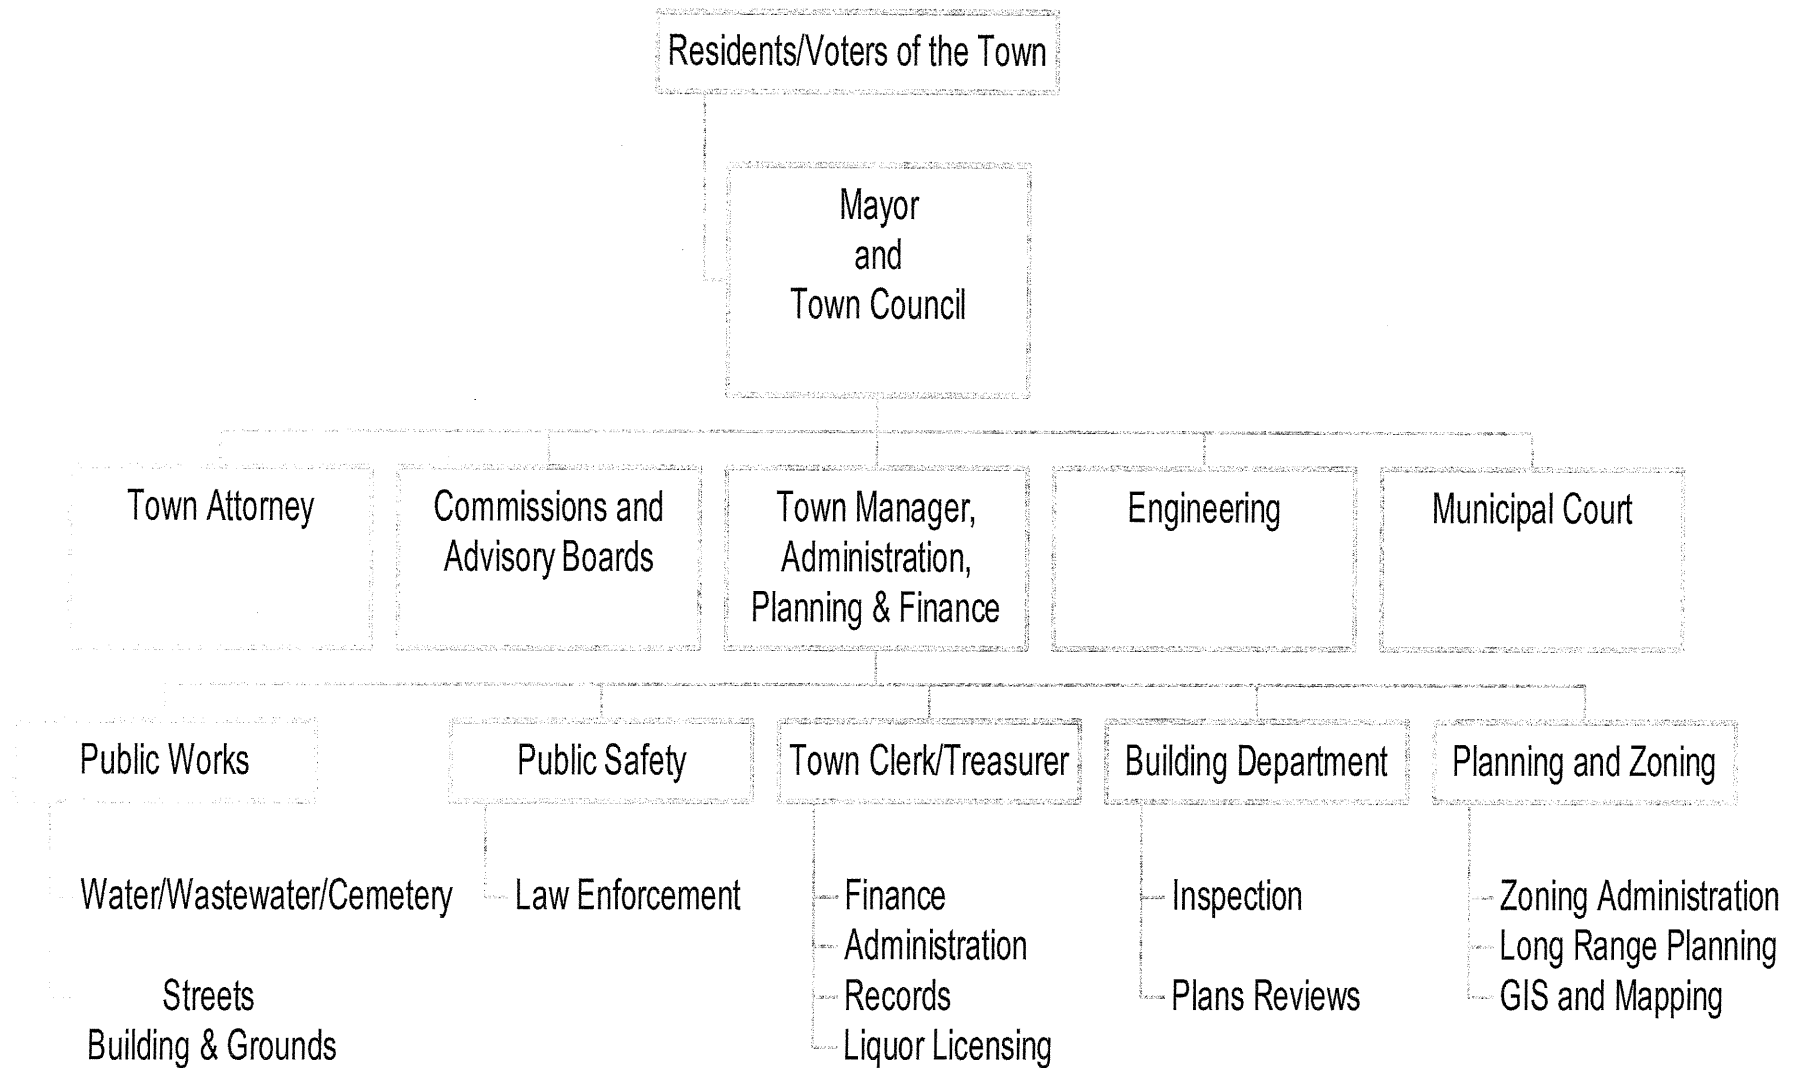 Residents/Voters of the Town
Mayor
and
Town Council
Town Attorney
Commissions and
Advisory Boards
Town Manager,
Administration,
Planning & Finance
Engineering
Municipal Court
Public Works
Water/Wastewater/Cemetery
Streets
Building & Grounds
Public Safety
Law Enforcement
Town Clerk/Treasurer
Finance
Administration
Records
Liquor Licensing
Building Department
Inspection
Plans Reviews
Planning and Zoning
Zoning Administration
Long Range Planning
GIS and Mapping